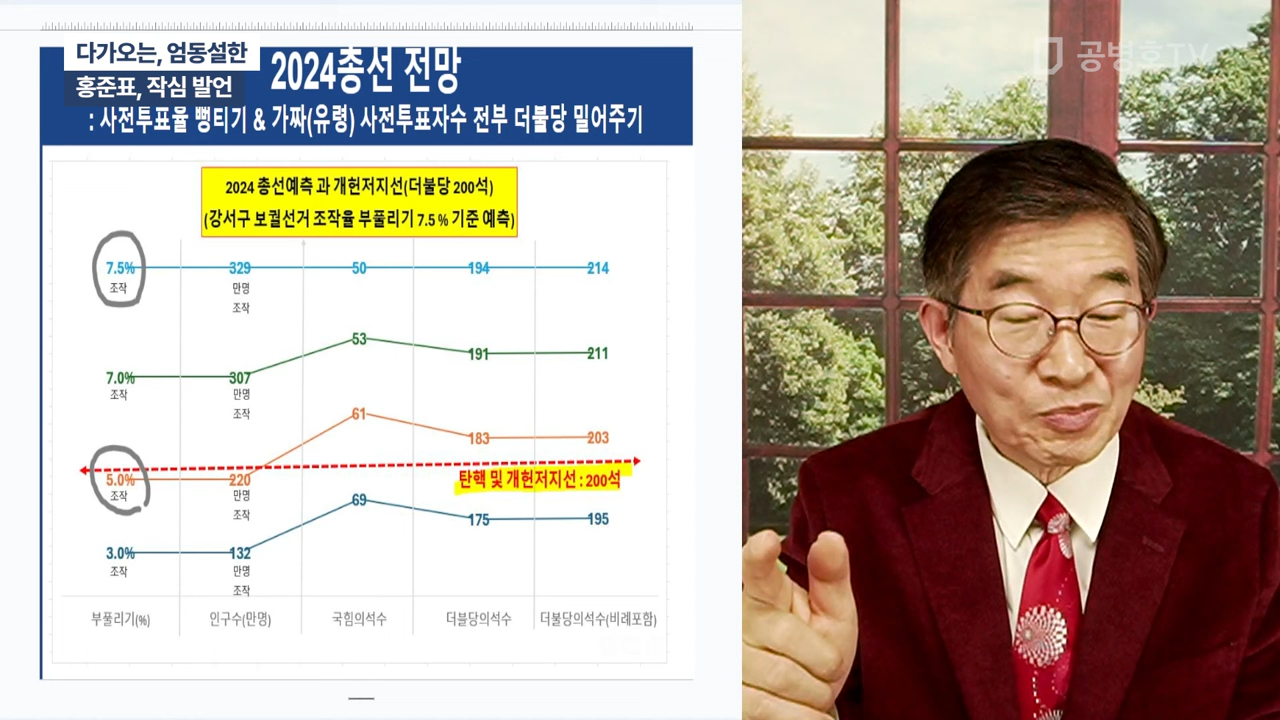 다가오는, 엄동설한
홍준표, 작심 발언
2024총선 전망
: 사전투표율 뻥티기 & 가짜(유령) 사전투표자수 전부 더불당 밀어주기
2024 총선예측 과 개헌저지선(더불당 200석)
(강서구 보궐선거 조작율 부풀리기 7.5 % 기준 예측)
7.5% 329 50 194 214
조작 만명
조작
53
191 211
7.0% 307
조작 만명
조작
61
183 203
5.0% 220
탄핵 및 개헌저지선 : 200석
조작 만명
조작
69
175 195
3.0% 132
조작 만명
조작
부풀리기(%) 인구수(만명) 국힘의석수 더블당의석수 더불당의석수(비례포함)
공병호TV